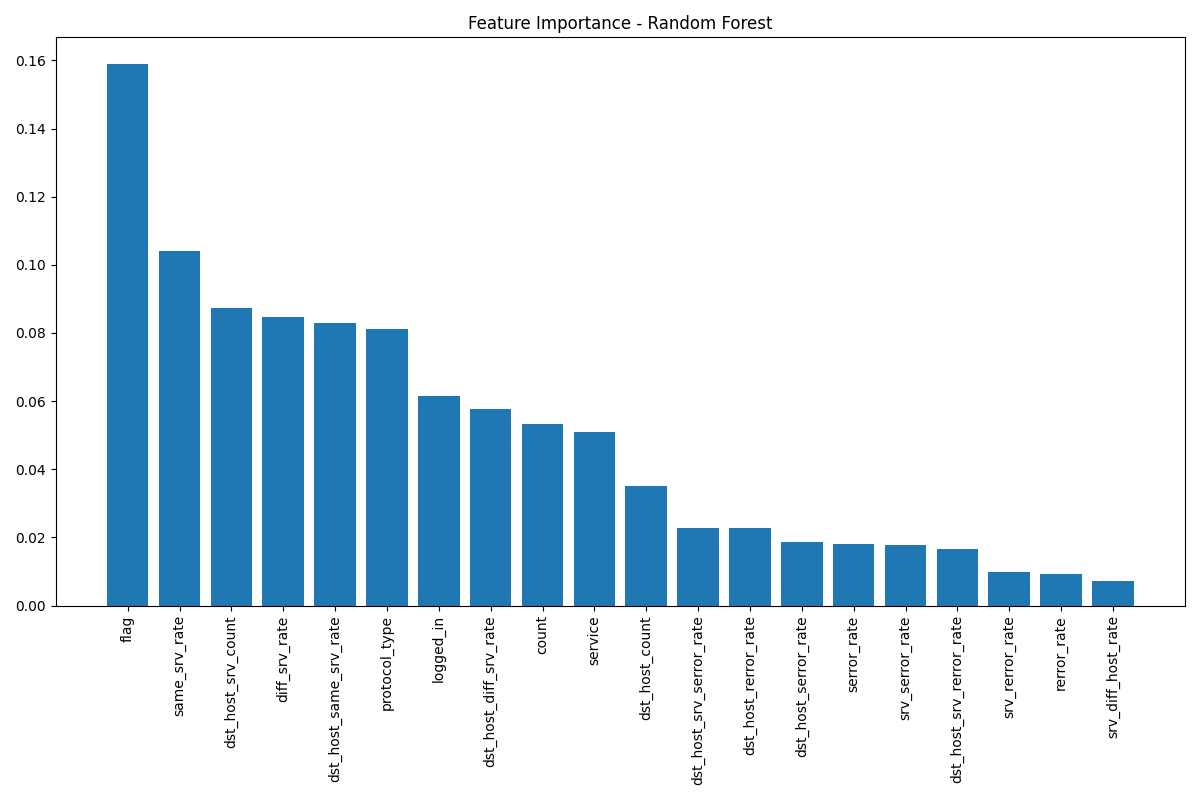 Feature Importance - Random Forest
0.16
0.14
0.12
0.10
0.08
0.06
0.04
0.02
0.00
flag
same_srv_rate
dst_host_srv_count
diff_srv_rate
dst_host_same_srv_rate
protocol_type
logged_in
dst_host_diff_srv_rate
count
service
dst_host_count
dst_host_srv_serror_rate
dst_host_rerror_rate
dst_host_serror_rate
serror_rate
srv_serror_rate
dst_host_srv_rerror_rate
srv_rerror_rate
rerror_rate
srv_diff_host_rate